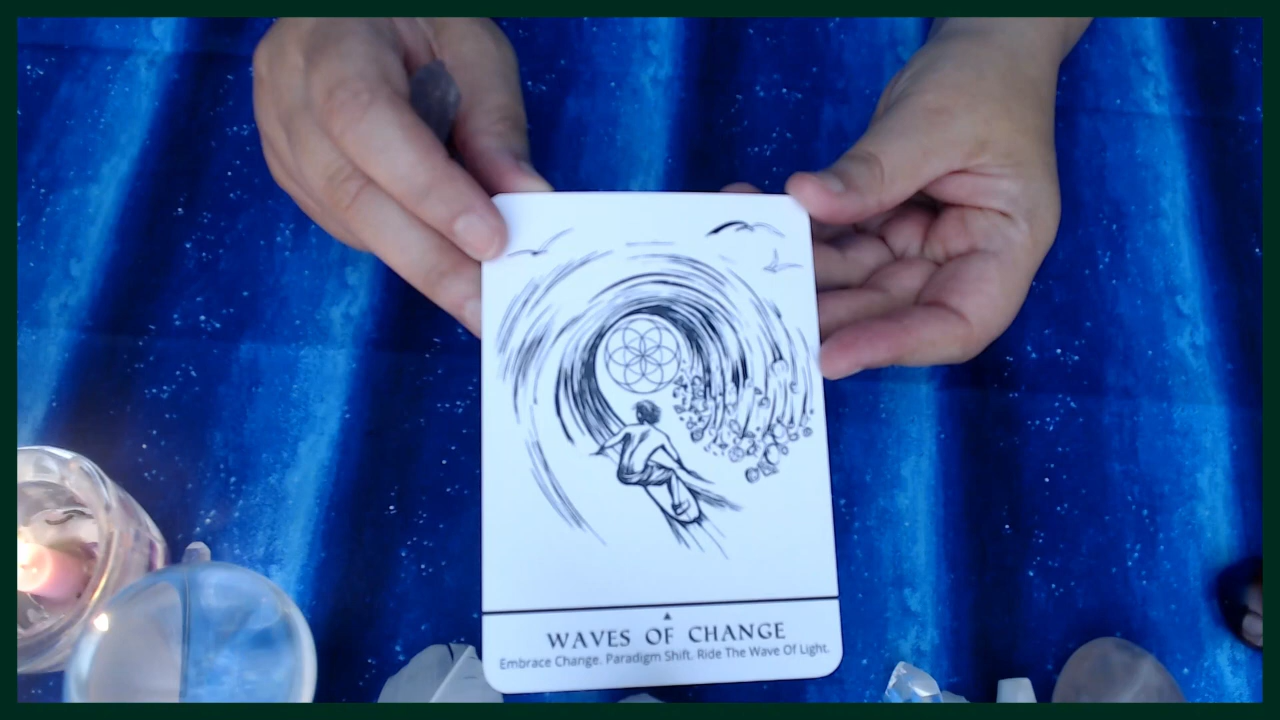 WAVES OF CHANGE
Embrace Change. Paradigm Shift. Ride The Wave Of Light.